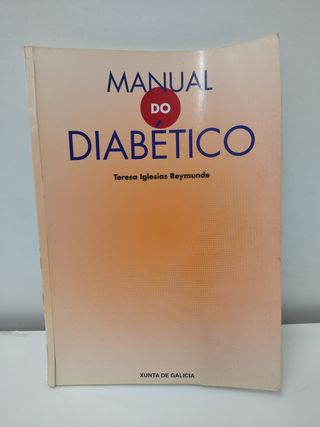 MANUAL
DO
DIABÉTICO
Teresa Iglesias Reymunde
XUNTA DE GALICIA